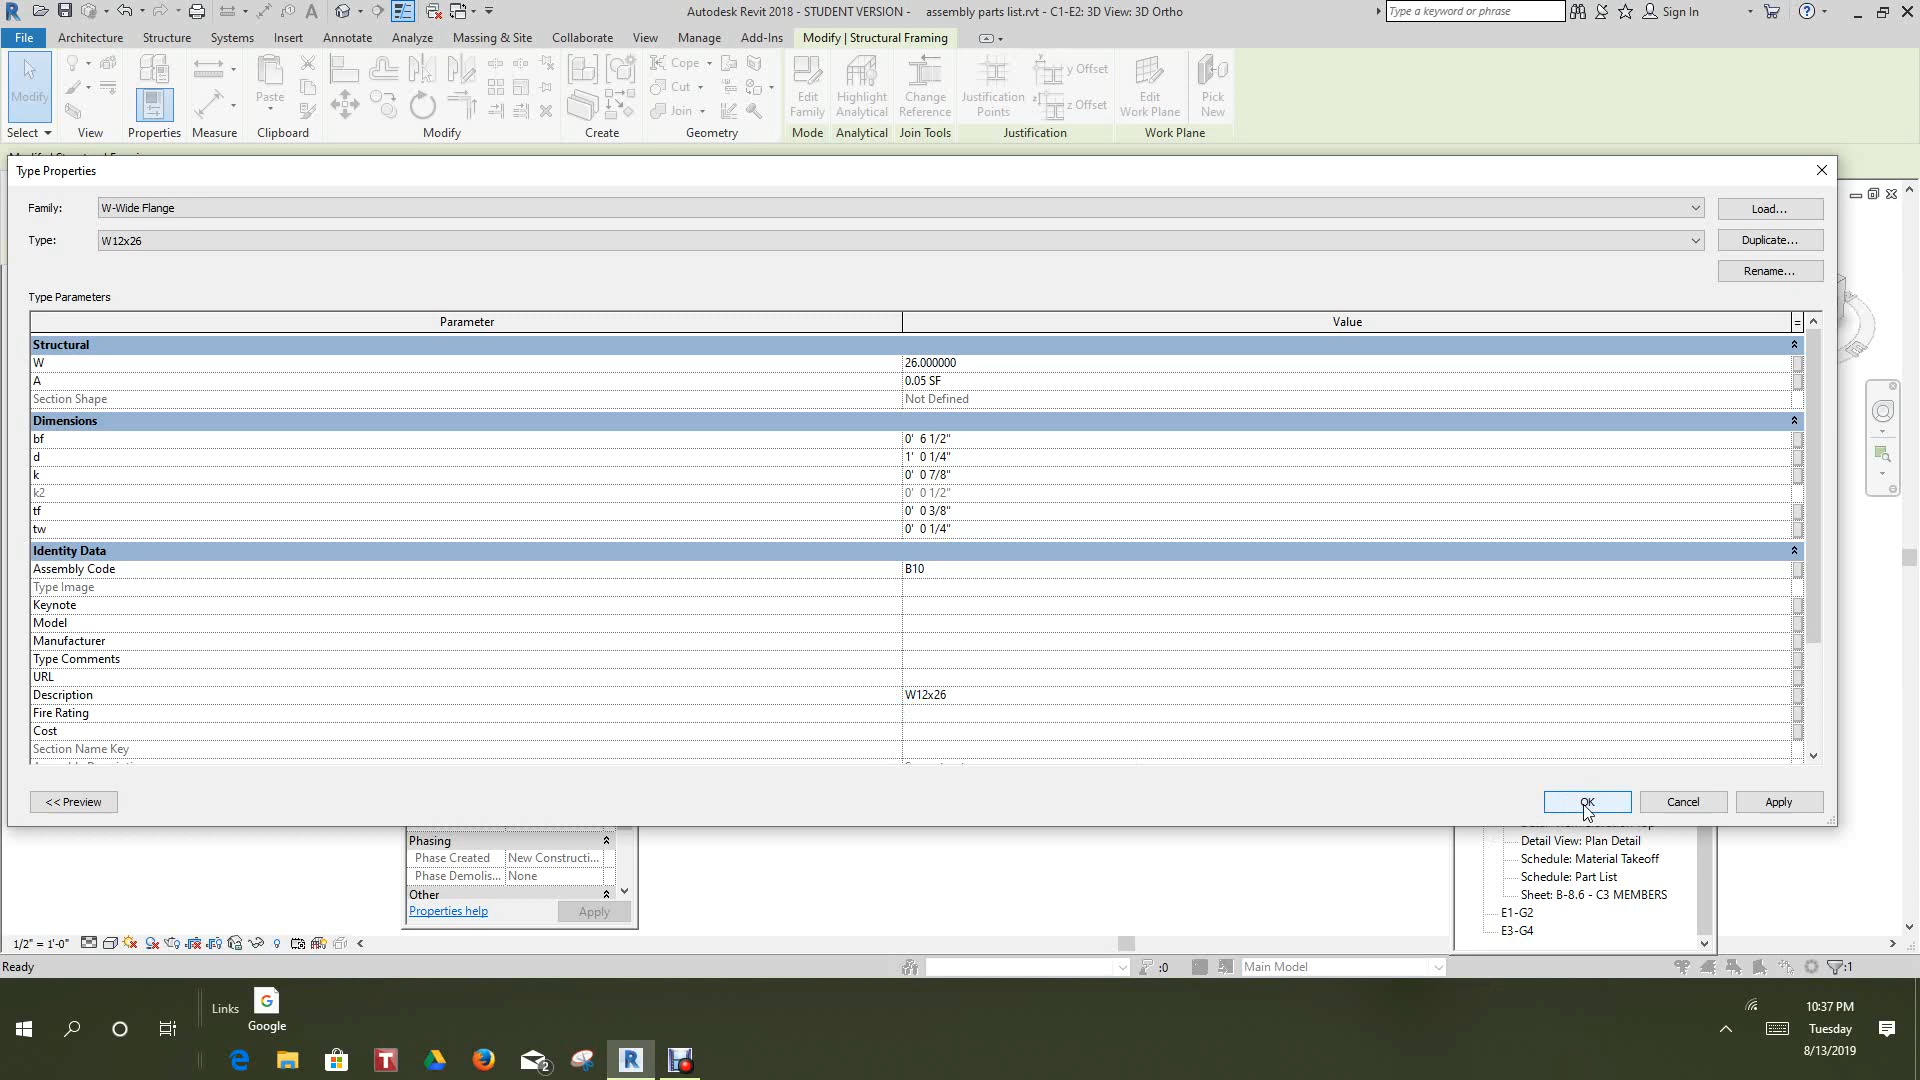 Autodesk Revit 2018 - STUDENT VERSION - assembly parts list.rvt - C1-E2: 3D View: 3D Ortho
Type a keyword or phrase
Sign In
File Architecture Structure Systems Insert Annotate Analyze Massing & Site Collaborate View Manage Add-Ins Modify | Structural Framing
Modify
Paste
Cope
Cut
Join
Edit Family
Highlight Analytical
Change Reference
Justification Points
y Offset
z Offset
Edit Work Plane
Pick New
Select View Properties Measure Clipboard Modify Create Geometry Mode Analytical Join Tools Justification Work Plane
Type Properties
Family: W-Wide Flange Load...
Type: W12x26 Duplicate...
Rename...
Type Parameters
Parameter Value =
Structural
W 26.000000
A 0.05 SF
Section Shape Not Defined
Dimensions
bf 0' 6 1/2"
d 1' 0 1/4"
k 0' 0 7/8"
k2 0' 0 1/2"
tf 0' 0 3/8"
tw 0' 0 1/4"
Identity Data
Assembly Code B10
Type Image
Keynote
Model
Manufacturer
Type Comments
URL
Description W12x26
Fire Rating
Cost
Section Name Key
<< Preview OK Cancel Apply
Phasing
Phase Created New Constructi...
Phase Demolis... None
Other
Properties help Apply
Detail View: Plan Detail
Schedule: Material Takeoff
Schedule: Part List
Sheet: B-8.6 - C3 MEMBERS
E1-G2
E3-G4
1/2" = 1'-0"
Ready
:0
Main Model
:1
Links
Google
10:37 PM
Tuesday
8/13/2019
2